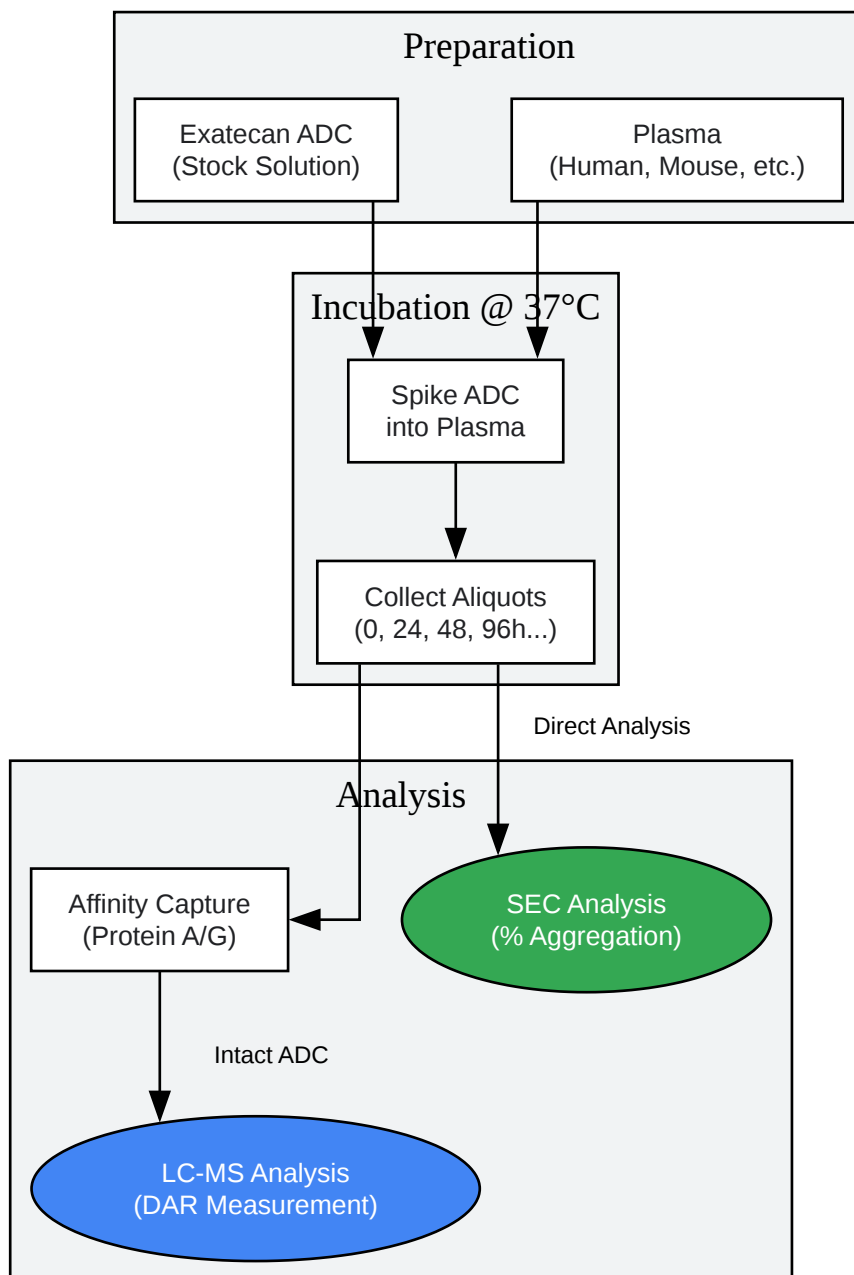 Preparation
Exatecan ADC
(Stock Solution)
Plasma
(Human, Mouse, etc.)
Incubation @ 37°C
Spike ADC
into Plasma
Collect Aliquots
(0, 24, 48, 96h...)
Direct Analysis
Analysis
Affinity Capture
(Protein A/G)
SEC Analysis
(% Aggregation)
Intact ADC
LC-MS Analysis
(DAR Measurement)